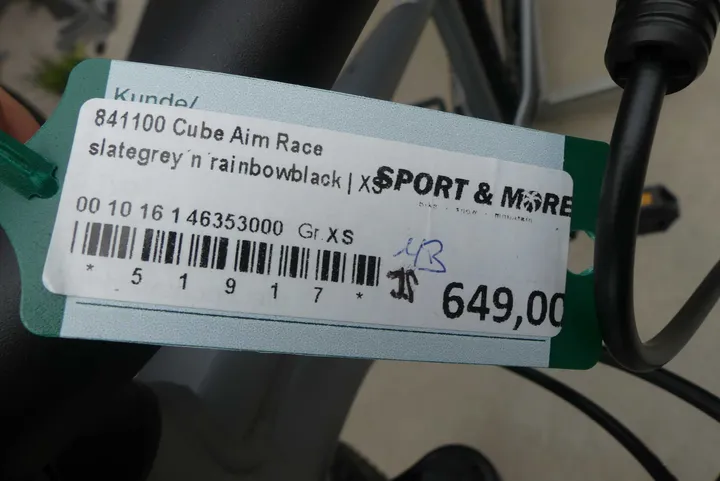 Kunde/
841100 Cube Aim Race
slategrey´n´rainbowblack | XS
SPORT & MORE
00 10 16 1 46353000 Gr.XS
* 5 1 9 1 7 *
649,00